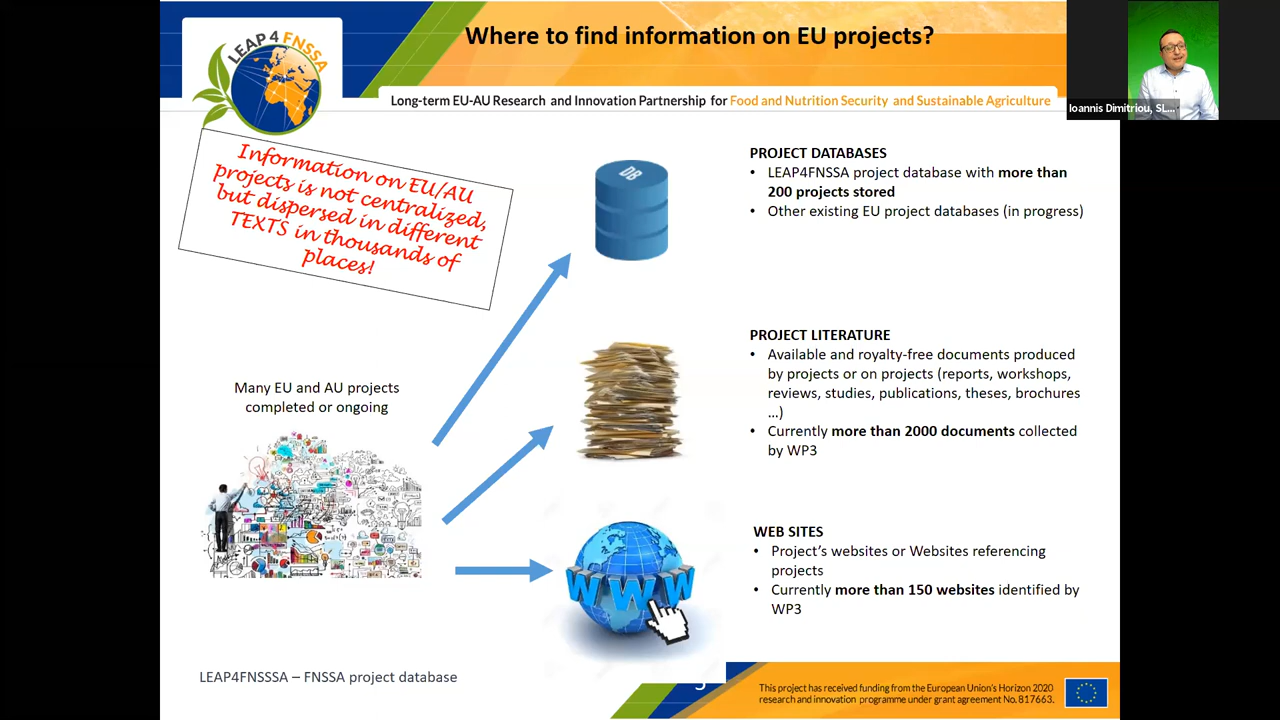 Where to find information on EU projects?
LEAP 4 FNSSA
Long-term EU-AU Research and Innovation Partnership for Food and Nutrition Security and Sustainable Agriculture
Ioannis Dimitriou, SL...
Information on EU/AU
projects is not centralized,
but dispersed in different
TEXTS in thousands of
places!
DB
PROJECT DATABASES
• LEAP4FNSSA project database with more than
200 projects stored
• Other existing EU project databases (in progress)
Many EU and AU projects
completed or ongoing
PROJECT LITERATURE
• Available and royalty-free documents produced
by projects or on projects (reports, workshops,
reviews, studies, publications, theses, brochures
...)
• Currently more than 2000 documents collected
by WP3
WWW
WEB SITES
• Project's websites or Websites referencing
projects
• Currently more than 150 websites identified by
WP3
LEAP4FNSSSA – FNSSA project database
This project has received funding from the European Union's Horizon 2020
research and innovation programme under grant agreement No. 817663.